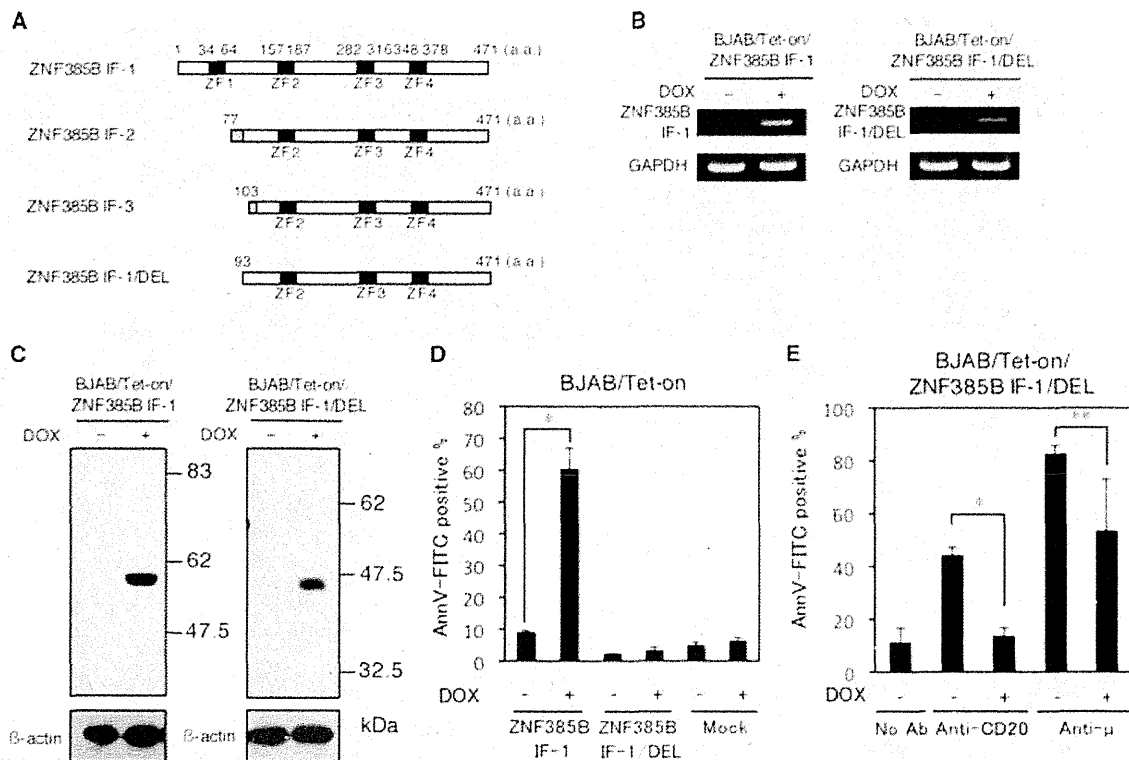 A
1 34 64 157 187 282 316348 378 471 (a.a.)
ZNF385B IF-1
ZF1 ZF2 ZF3 ZF4
77 471 (a.a.)
ZNF385B IF-2
ZF2 ZF3 ZF4
103 471 (a.a.)
ZNF385B IF-3
ZF2 ZF3 ZF4
93 471 (a.a.)
ZNF385B IF-1/DEL
ZF2 ZF3 ZF4
B
BJAB/Tet-on/
ZNF385B IF-1
DOX - +
ZNF385B
IF-1
GAPDH
BJAB/Tet-on/
ZNF385B IF-1/DEL
DOX - +
ZNF385B
IF-1/DEL
GAPDH
C
BJAB/Tet-on/
ZNF385B IF-1
DOX - +
83
62
47.5
BJAB/Tet-on/
ZNF385B IF-1/DEL
- +
62
47.5
32.5
kDa
ß-actin
ß-actin
D
BJAB/Tet-on
AnnV-FITC positive %
80
70
60
50
40
30
20
10
0
*
DOX - + - + - +
ZNF385B
IF-1
ZNF385B
IF-1/DEL
Mock
E
BJAB/Tet-on/
ZNF385B IF-1/DEL
AnnV-FITC positive %
100
80
60
40
20
0
*
**
DOX - - + - +
No Ab Anti-CD20 Anti-µ